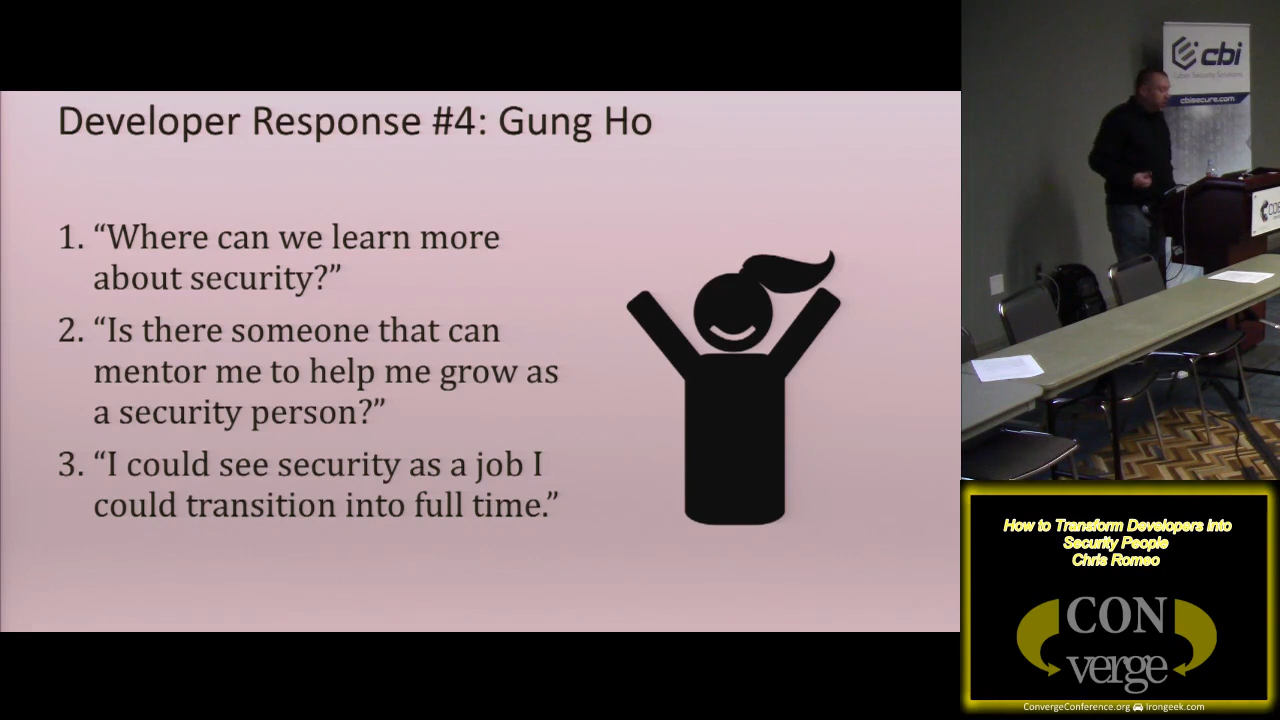 Developer Response #4: Gung Ho
1. “Where can we learn more
about security?”
2. “Is there someone that can
mentor me to help me grow as
a security person?”
3. “I could see security as a job I
could transition into full time.”
cbi
Cyber Security Solutions
cbisecure.com
How to Transform Developers into
Security People
Chris Romeo
CON
verge
ConvergeConference.org Irongeek.com